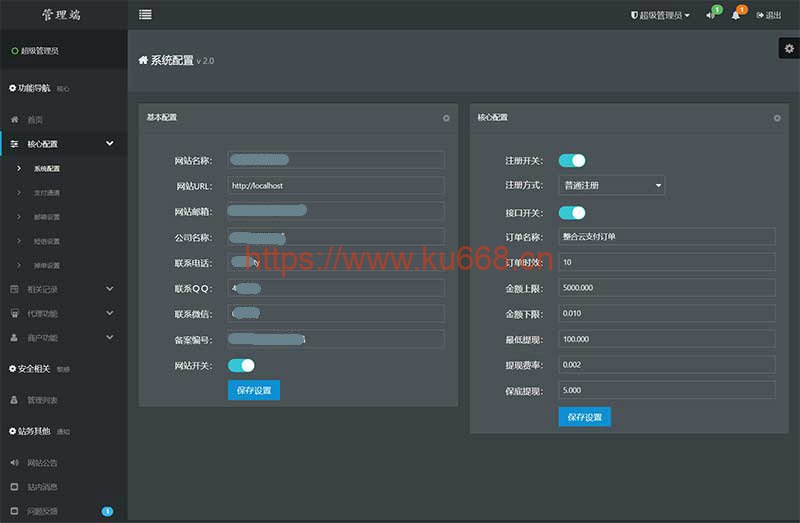 管理端
超级管理员
1
1
退出
超级管理员
系统配置 v 2.0
功能导航 核心
首页
核心配置
系统配置
支付通道
邮箱设置
短信设置
掉单设置
相关记录
代理功能
商户功能
安全相关 敏感
管理列表
站务其他 通知
网站公告
站内消息
问题反馈 1
基本配置
网站名称:
网站URL: http://localhost
网站邮箱:
公司名称:
联系电话: ty
联系QQ: 4
联系微信:
备案编号:
网站开关:
保存设置
核心配置
注册开关:
注册方式: 普通注册
接口开关:
订单名称: 整合云支付订单
订单时效: 10
金额上限: 5000.000
金额下限: 0.010
最低提现: 100.000
提现费率: 0.002
保底提现: 5.000
保存设置
https://www.ku668.cn